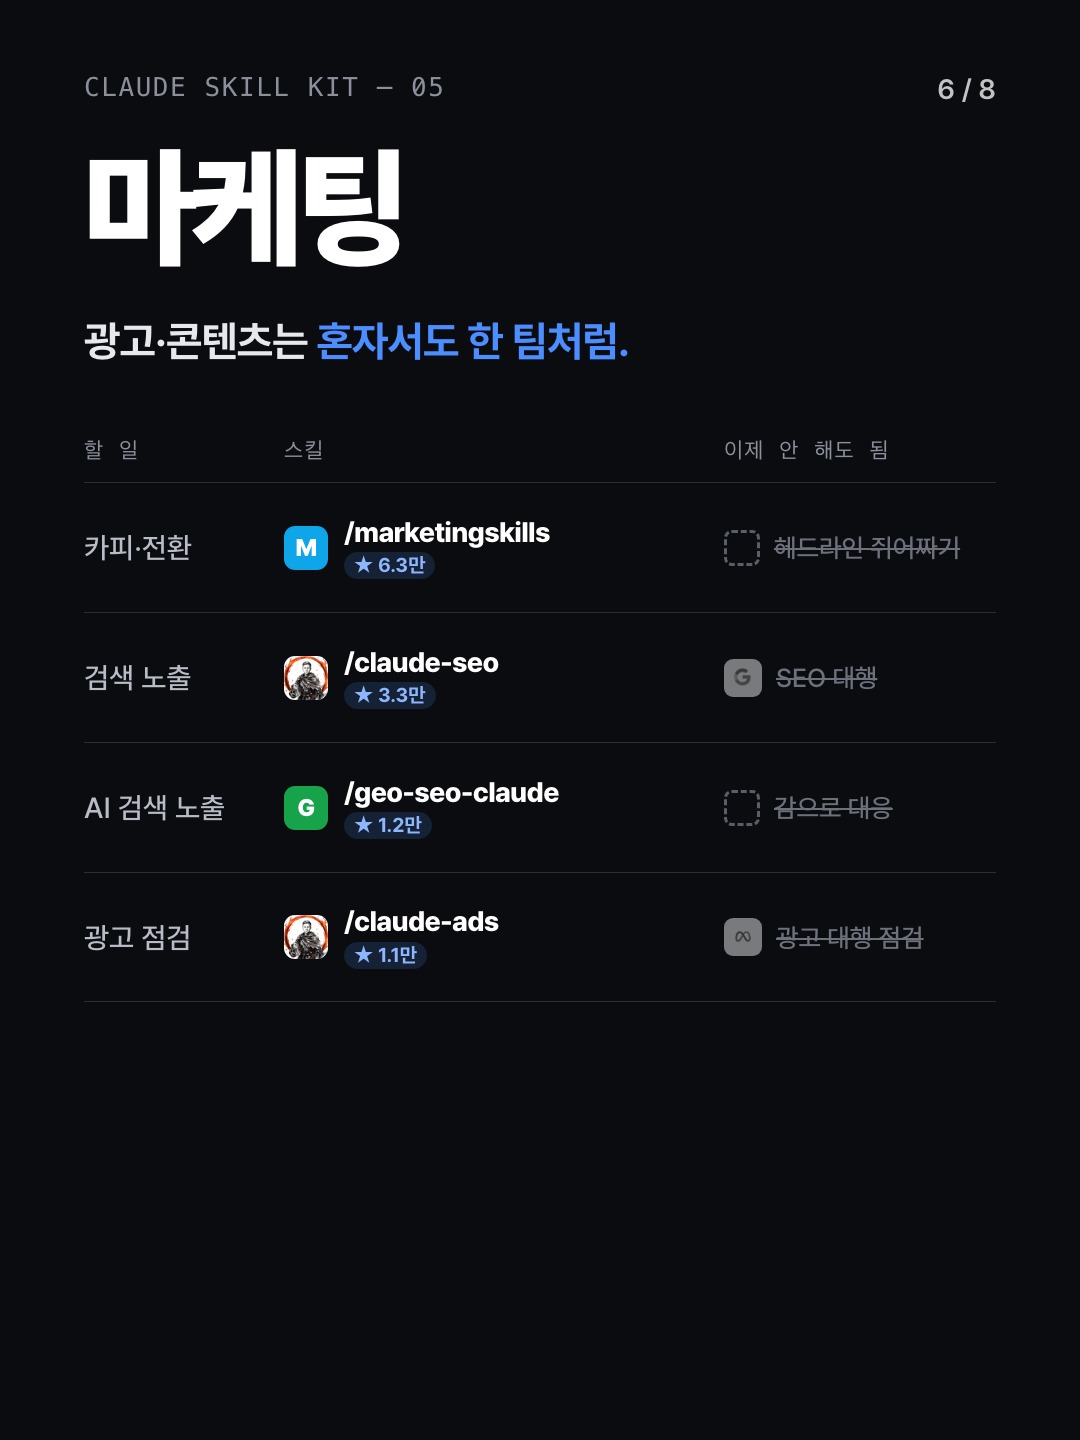 CLAUDE SKILL KIT — 05
6 / 8
마케팅
광고·콘텐츠는 혼자서도 한 팀처럼.
할 일 스킬 이제 안 해도 됨
카피·전환 M /marketingskills 헤드라인 쥐어짜기
★ 6.3만
검색 노출 /claude-seo G SEO 대행
★ 3.3만
AI 검색 노출 G /geo-seo-claude 감으로 대응
★ 1.2만
광고 점검 /claude-ads 광고 대행 점검
★ 1.1만